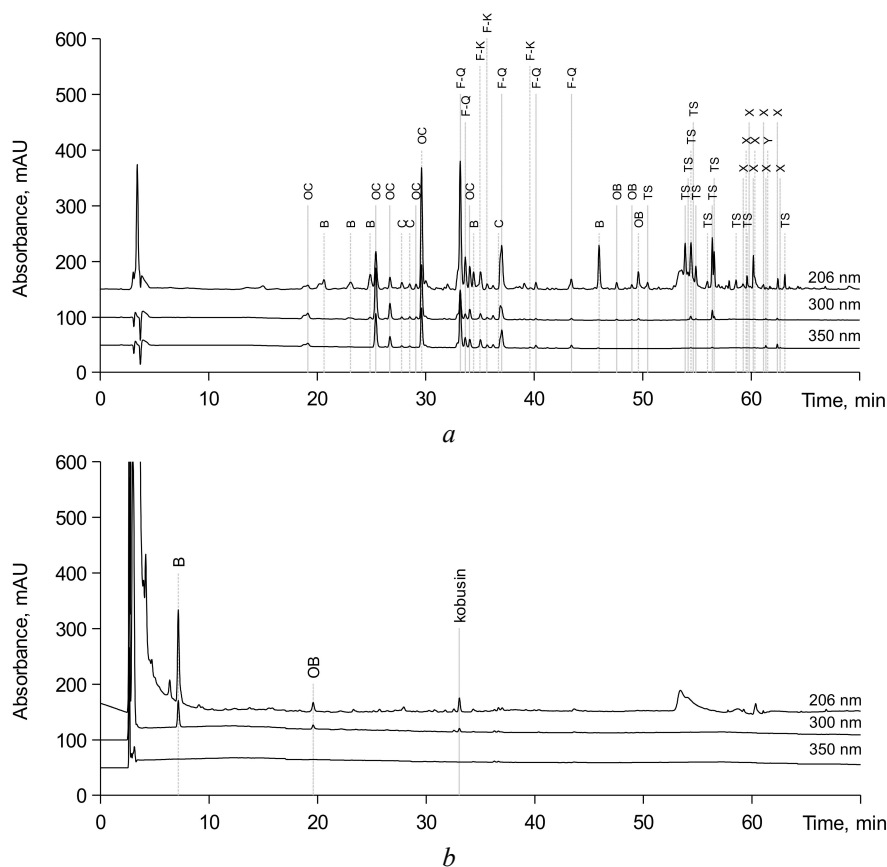 600
500
400
300
200
100
0
Absorbance, mAU
F-K
F-K
F-K
F-Q
F-Q
F-Q
F-Q
F-Q
OC
OC
B
B
B
OC
OC
C
C
OC
OC
B
C
B
OB
OB
OB
TS
TS
TS
TS
TS
TS
TS
TS
TS
TS
TS
X
X
X
X
X
X
X
Y
X
X
TS
206 nm
300 nm
350 nm
0 10 20 30 40 50 60 Time, min
a
600
500
400
300
200
100
0
Absorbance, mAU
B
OB
kobusin
206 nm
300 nm
350 nm
0 10 20 30 40 50 60 Time, min
b